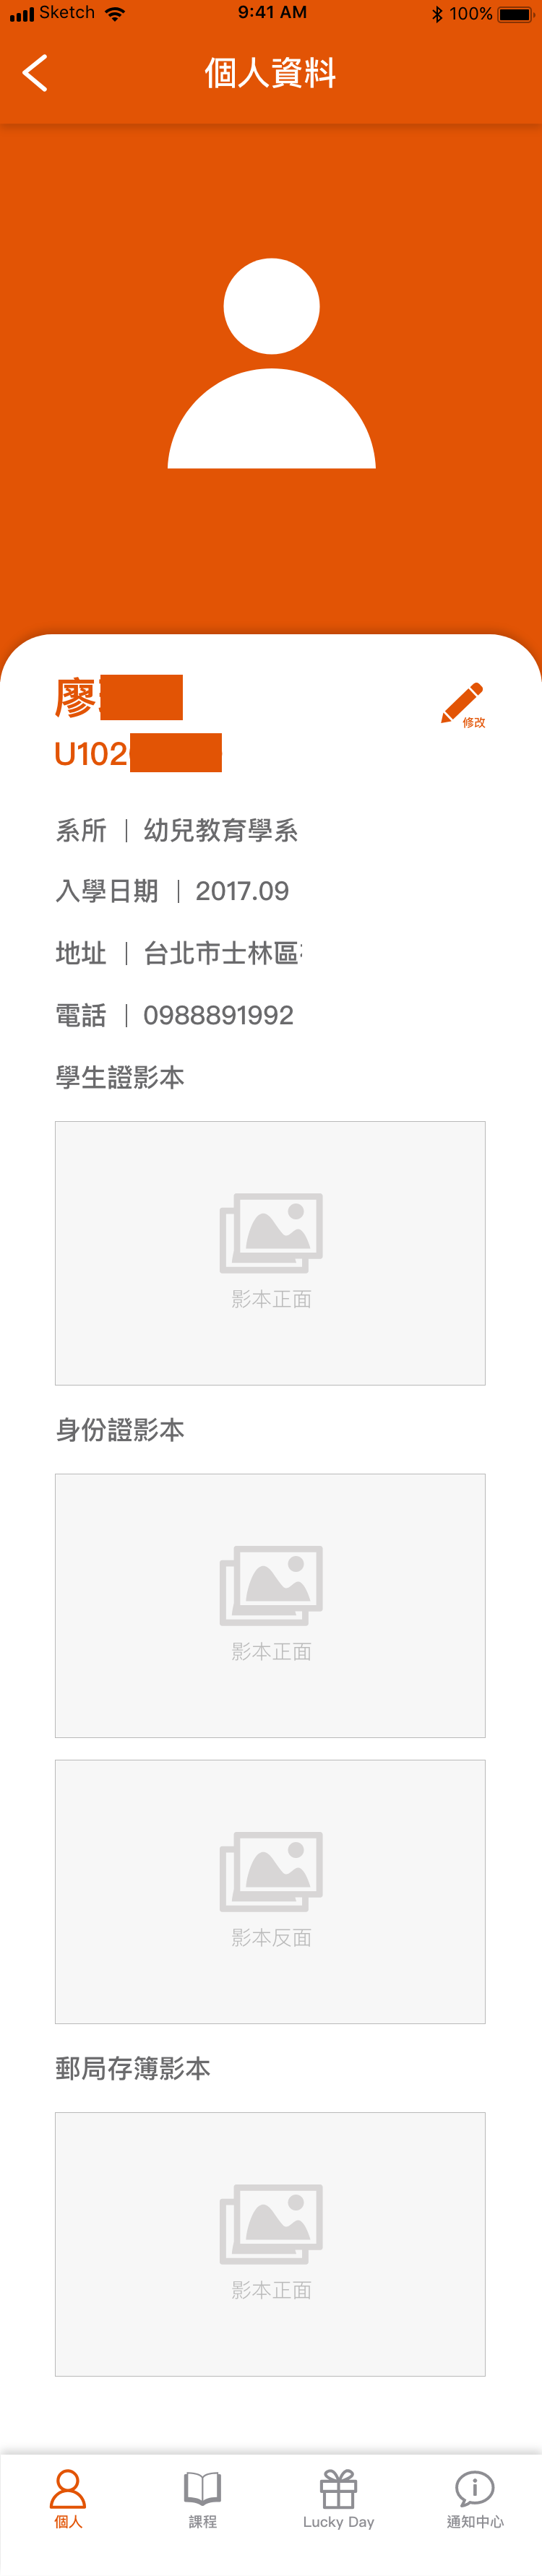 Sketch 9:41 AM 100%
個人資料
廖
U102
修改
系所 | 幼兒教育學系
入學日期 | 2017.09
地址 | 台北市士林區
電話 | 0988891992
學生證影本
影本正面
身份證影本
影本正面
影本反面
郵局存簿影本
影本正面
個人 課程 Lucky Day 通知中心